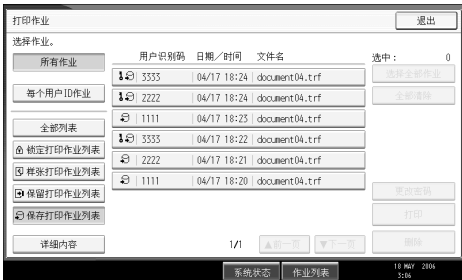 打印作业 退出
选择作业。
所有作业 用户识别码 日期／时间 文件名 选中： 0
3333 04/17 18:24 document04.trf 选择全部作业
每个用户ID作业 2222 04/17 18:24 document04.trf 全部清除
1111 04/17 18:23 document04.trf
全部列表 3333 04/17 18:22 document04.trf
锁定打印作业列表 2222 04/17 18:21 document04.trf
样张打印作业列表 1111 04/17 18:20 document04.trf
保留打印作业列表 更改密码
保存打印作业列表 打印
详细内容 1/1 ▲前一页 ▼下一页 删除
系统状态 作业列表 18 MAY 2006
3:06